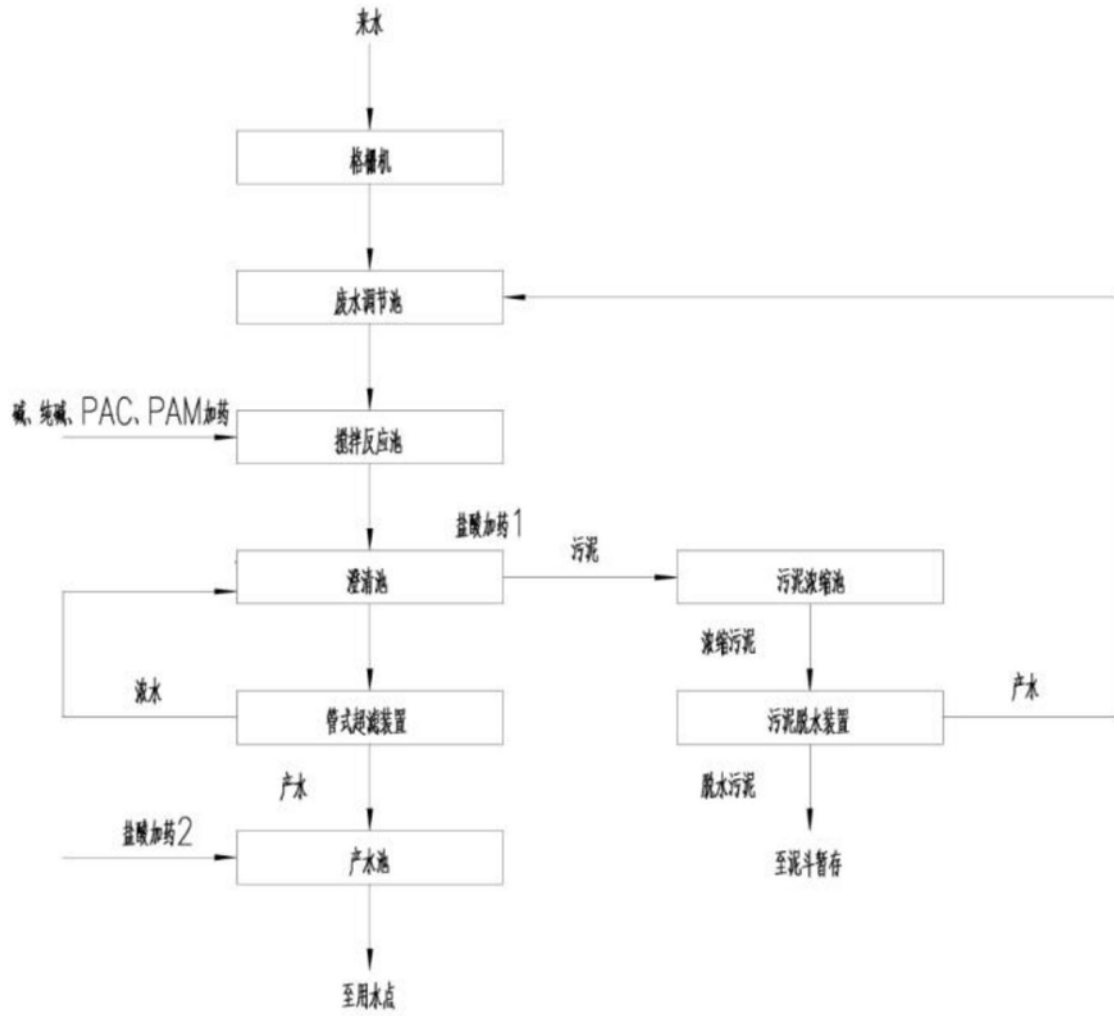 来水
格栅机
废水调节池
碱、纯碱、PAC、PAM加药
搅拌反应池
盐酸加药1
污泥
澄清池
污泥浓缩池
浓缩污泥
浓水
产水
管式超滤装置
污泥脱水装置
产水
脱水污泥
盐酸加药2
产水池
至泥斗暂存
至用水点